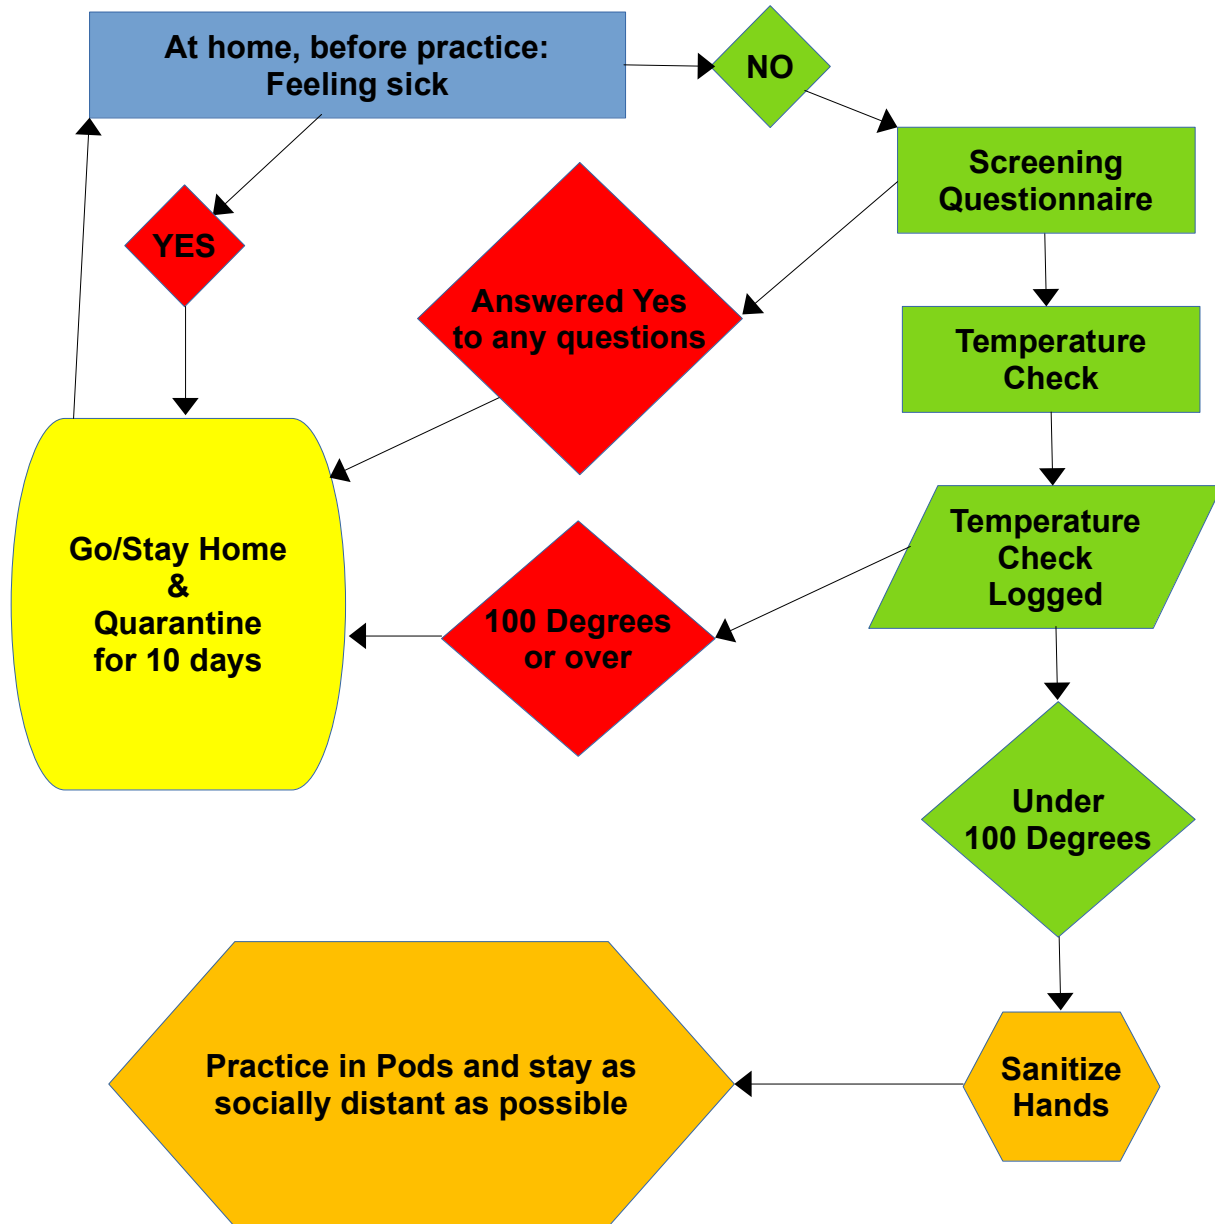 At home, before practice:
Feeling sick
NO
Screening
Questionnaire
YES
Answered Yes
to any questions
Temperature
Check
Temperature
Check
Logged
Go/Stay Home
&
Quarantine
for 10 days
100 Degrees
or over
Under
100 Degrees
Sanitize
Hands
Practice in Pods and stay as
socially distant as possible